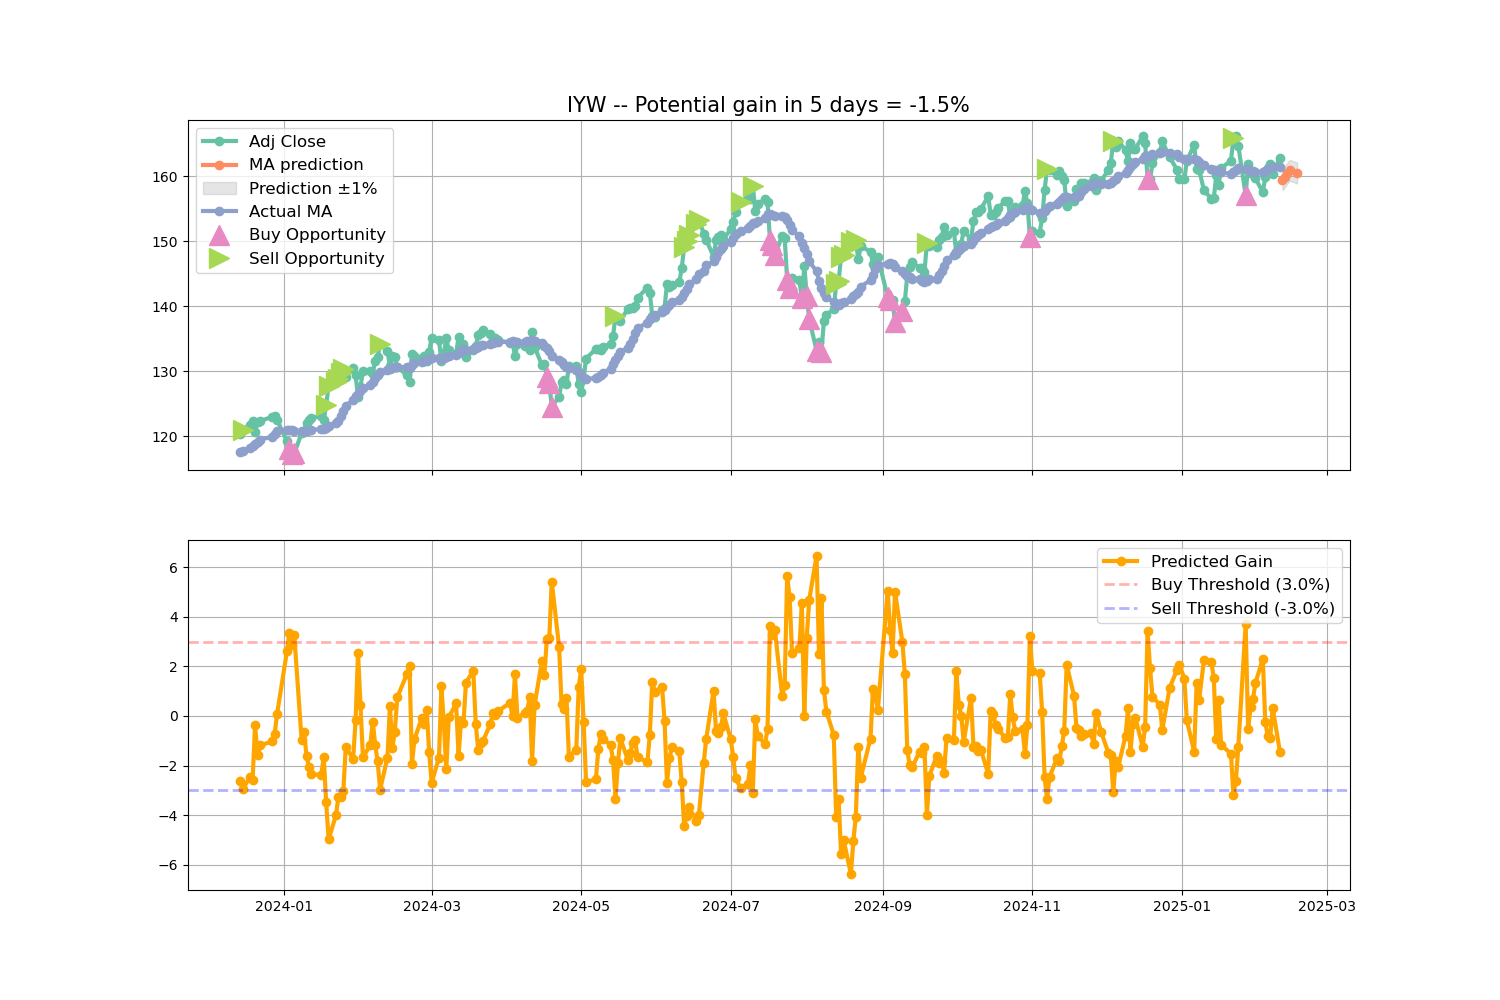 IYW -- Potential gain in 5 days = -1.5%
Adj Close
MA prediction
Prediction ±1%
Actual MA
Buy Opportunity
Sell Opportunity
160
150
140
130
120
Predicted Gain
Buy Threshold (3.0%)
Sell Threshold (-3.0%)
6
4
2
0
−2
−4
−6
2024-01 2024-03 2024-05 2024-07 2024-09 2024-11 2025-01 2025-03